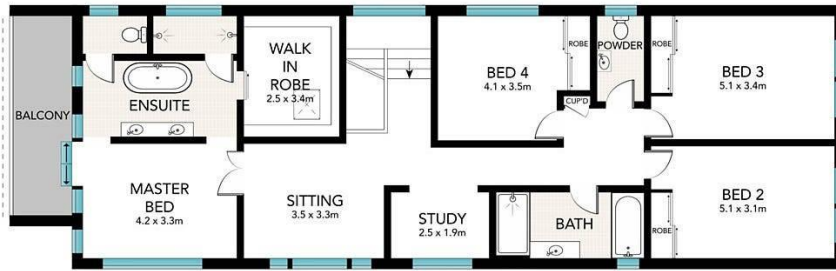 BALCONY
ENSUITE
WALK
IN
ROBE
2.5 x 3.4m
MASTER
BED
4.2 x 3.3m
SITTING
3.5 x 3.3m
STUDY
2.5 x 1.9m
BED 4
4.1 x 3.5m
ROBE
CUP'D
POWDER
ROBE
BED 3
5.1 x 3.4m
BATH
ROBE
BED 2
5.1 x 3.1m